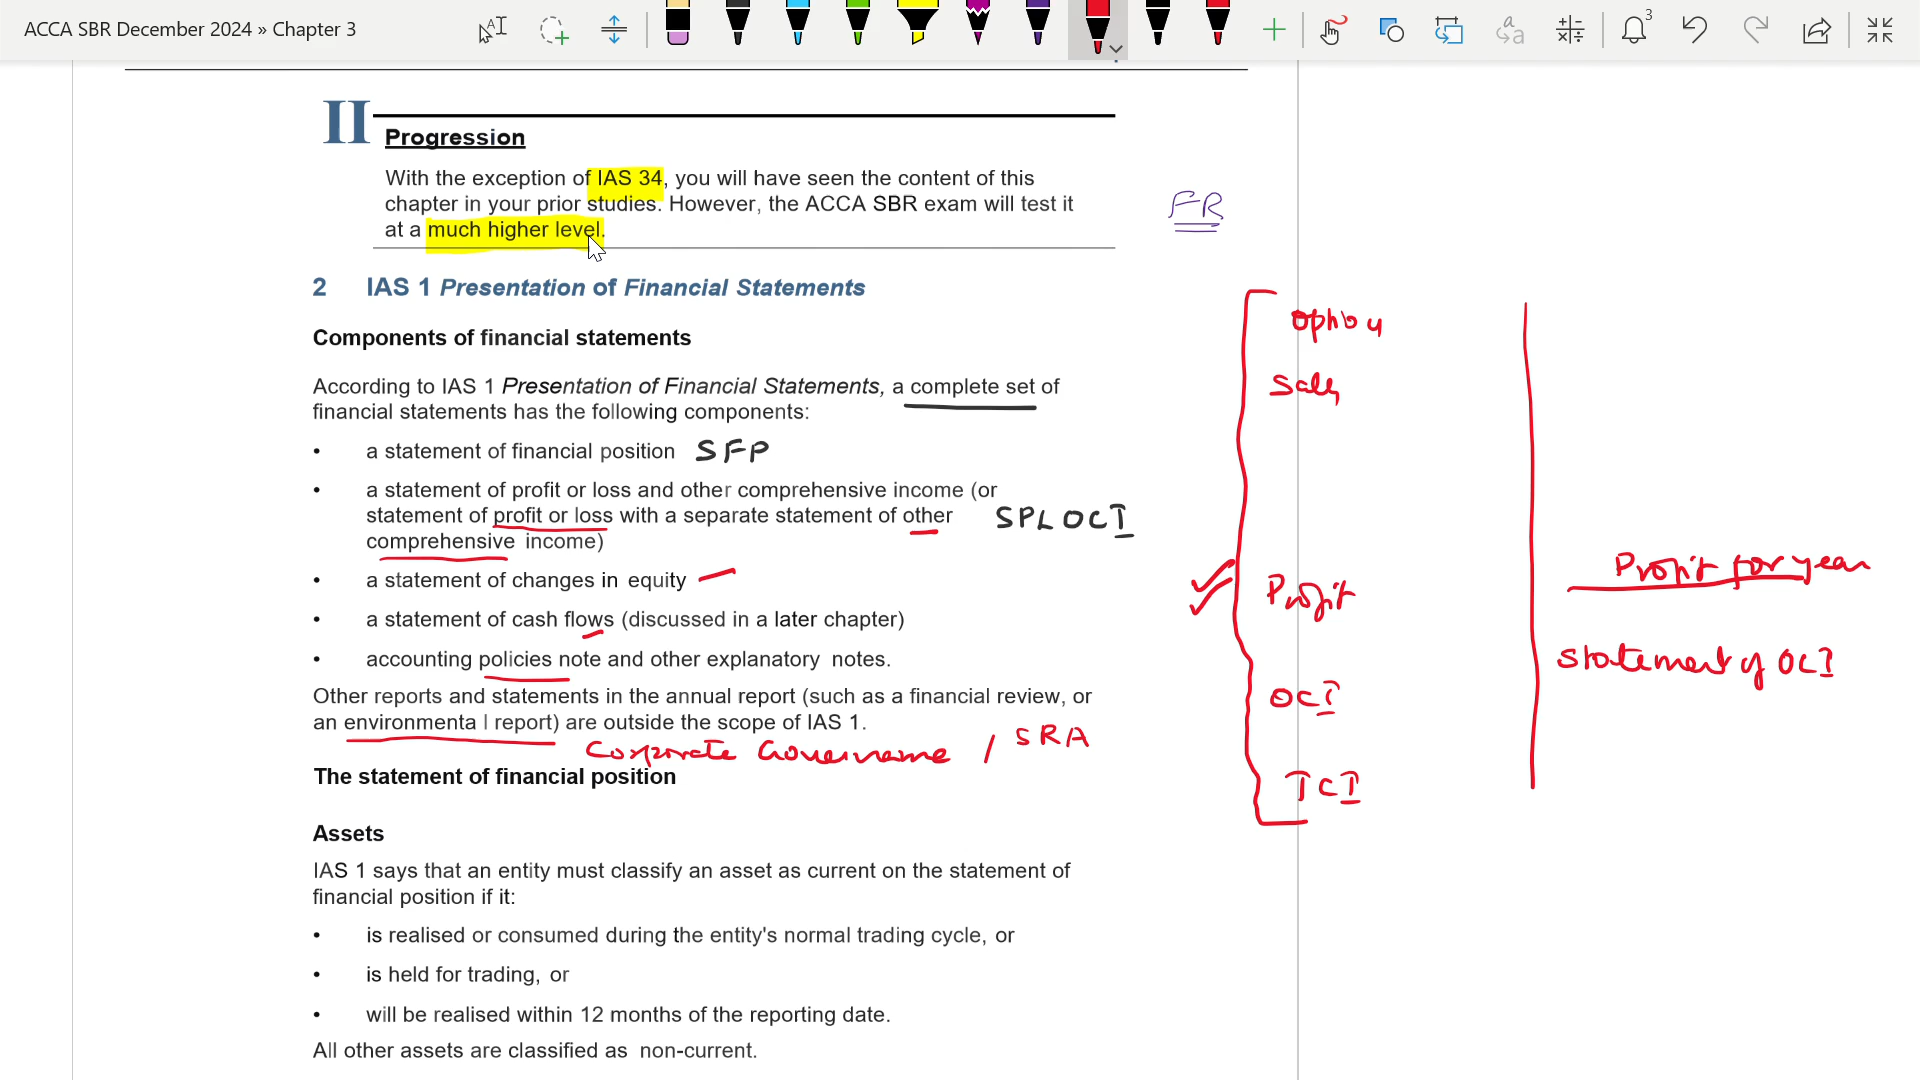 ACCA SBR December 2024 » Chapter 3
3
II
Progression
With the exception of IAS 34, you will have seen the content of this
chapter in your prior studies. However, the ACCA SBR exam will test it
at a much higher level.
FR
2 IAS 1 Presentation of Financial Statements
Components of financial statements
According to IAS 1 Presentation of Financial Statements, a complete set of
financial statements has the following components:
• a statement of financial position SFP
• a statement of profit or loss and other comprehensive income (or
statement of profit or loss with a separate statement of other
comprehensive income)
SPLOCI
• a statement of changes in equity
• a statement of cash flows (discussed in a later chapter)
• accounting policies note and other explanatory notes.
Other reports and statements in the annual report (such as a financial review, or
an environmenta l report) are outside the scope of IAS 1.
Corporate Governance / SRA
The statement of financial position
Assets
IAS 1 says that an entity must classify an asset as current on the statement of
financial position if it:
• is realised or consumed during the entity's normal trading cycle, or
• is held for trading, or
• will be realised within 12 months of the reporting date.
All other assets are classified as non-current.
Sales
Profit
OCI
TCI
Profit for year
Statement of OCI